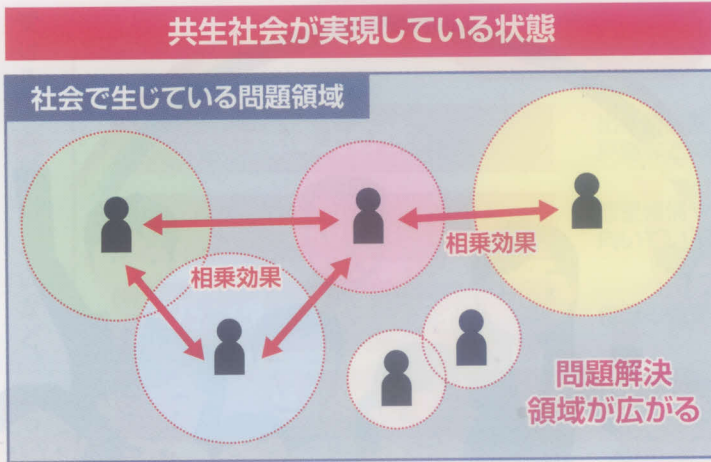 共生社会が実現している状態
社会で生じている問題領域
相乗効果
相乗効果
問題解決
領域が広がる